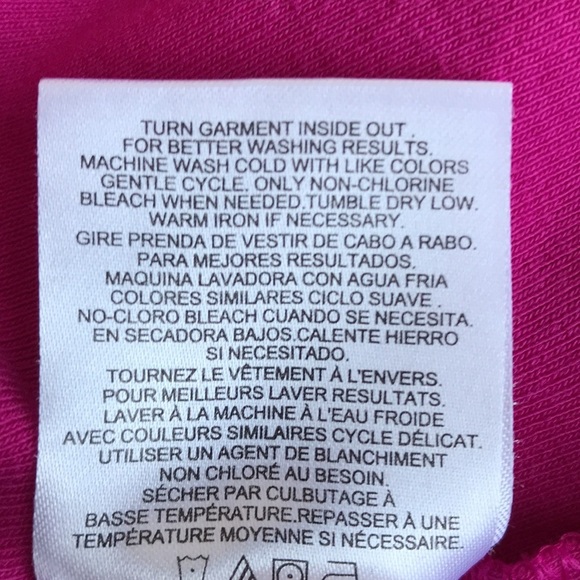 TURN GARMENT INSIDE OUT .
FOR BETTER WASHING RESULTS.
MACHINE WASH COLD WITH LIKE COLORS
GENTLE CYCLE, ONLY NON-CHLORINE
BLEACH WHEN NEEDED.TUMBLE DRY LOW.
WARM IRON IF NECESSARY.
GIRE PRENDA DE VESTIR DE CABO A RABO.
PARA MEJORES RESULTADOS.
MAQUINA LAVADORA CON AGUA FRIA
COLORES SIMILARES CICLO SUAVE .
NO-CLORO BLEACH CUANDO SE NECESITA.
EN SECADORA BAJOS.CALENTE HIERRO
SI NECESITADO.
TOURNEZ LE VÊTEMENT À L'ENVERS.
POUR MEILLEURS LAVER RESULTATS.
LAVER À LA MACHINE À L'EAU FROIDE
AVEC COULEURS SIMILAIRES CYCLE DÉLICAT.
UTILISER UN AGENT DE BLANCHIMENT
NON CHLORÉ AU BESOIN.
SÉCHER PAR CULBUTAGE À
BASSE TEMPÉRATURE.REPASSER À UNE
TEMPÉRATURE MOYENNE SI NÉCESSAIRE.